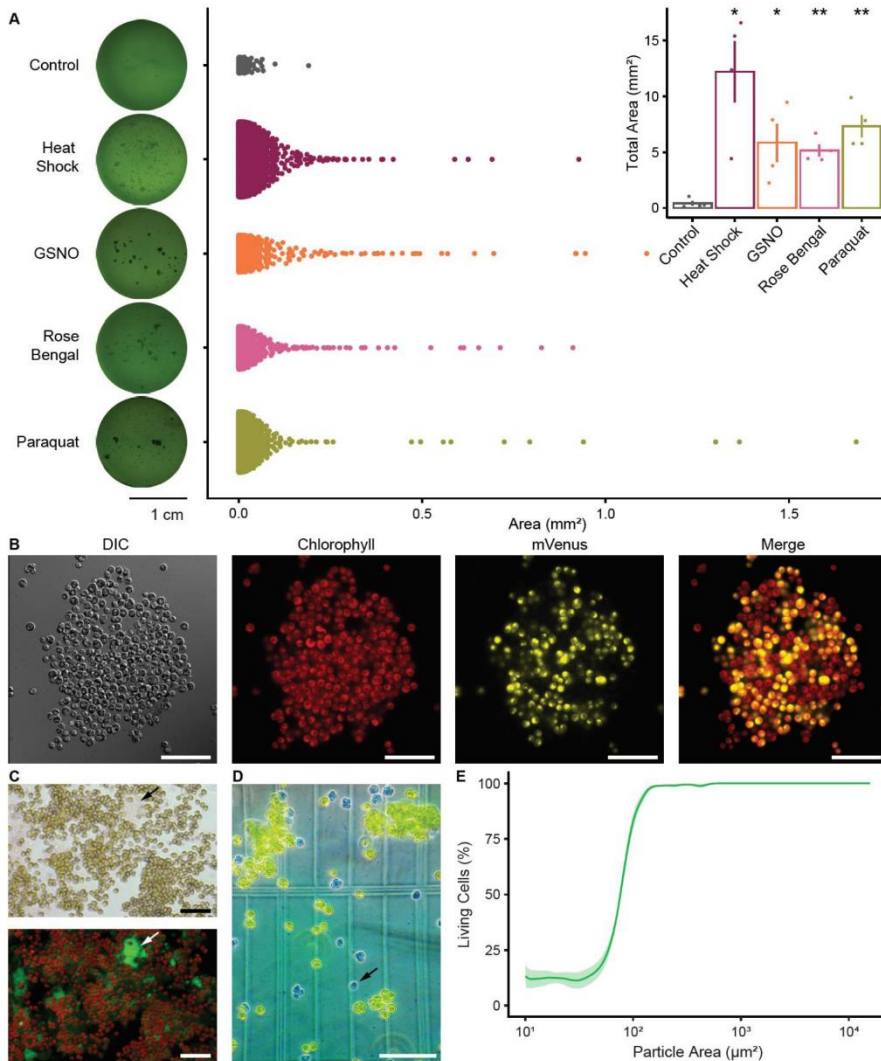 A
Control
Heat
Shock
GSNO
Rose
Bengal
Paraquat
1 cm
0.0
0.5
1.0
1.5
Area (mm²)
* * ** **
Total Area (mm²)
15
10
5
0
Control
Heat Shock
GSNO
Rose Bengal
Paraquat
B
DIC
Chlorophyll
mVenus
Merge
C
D
E
Living Cells (%)
100
75
50
25
0
10¹
10²
10³
10⁴
Particle Area (µm²)